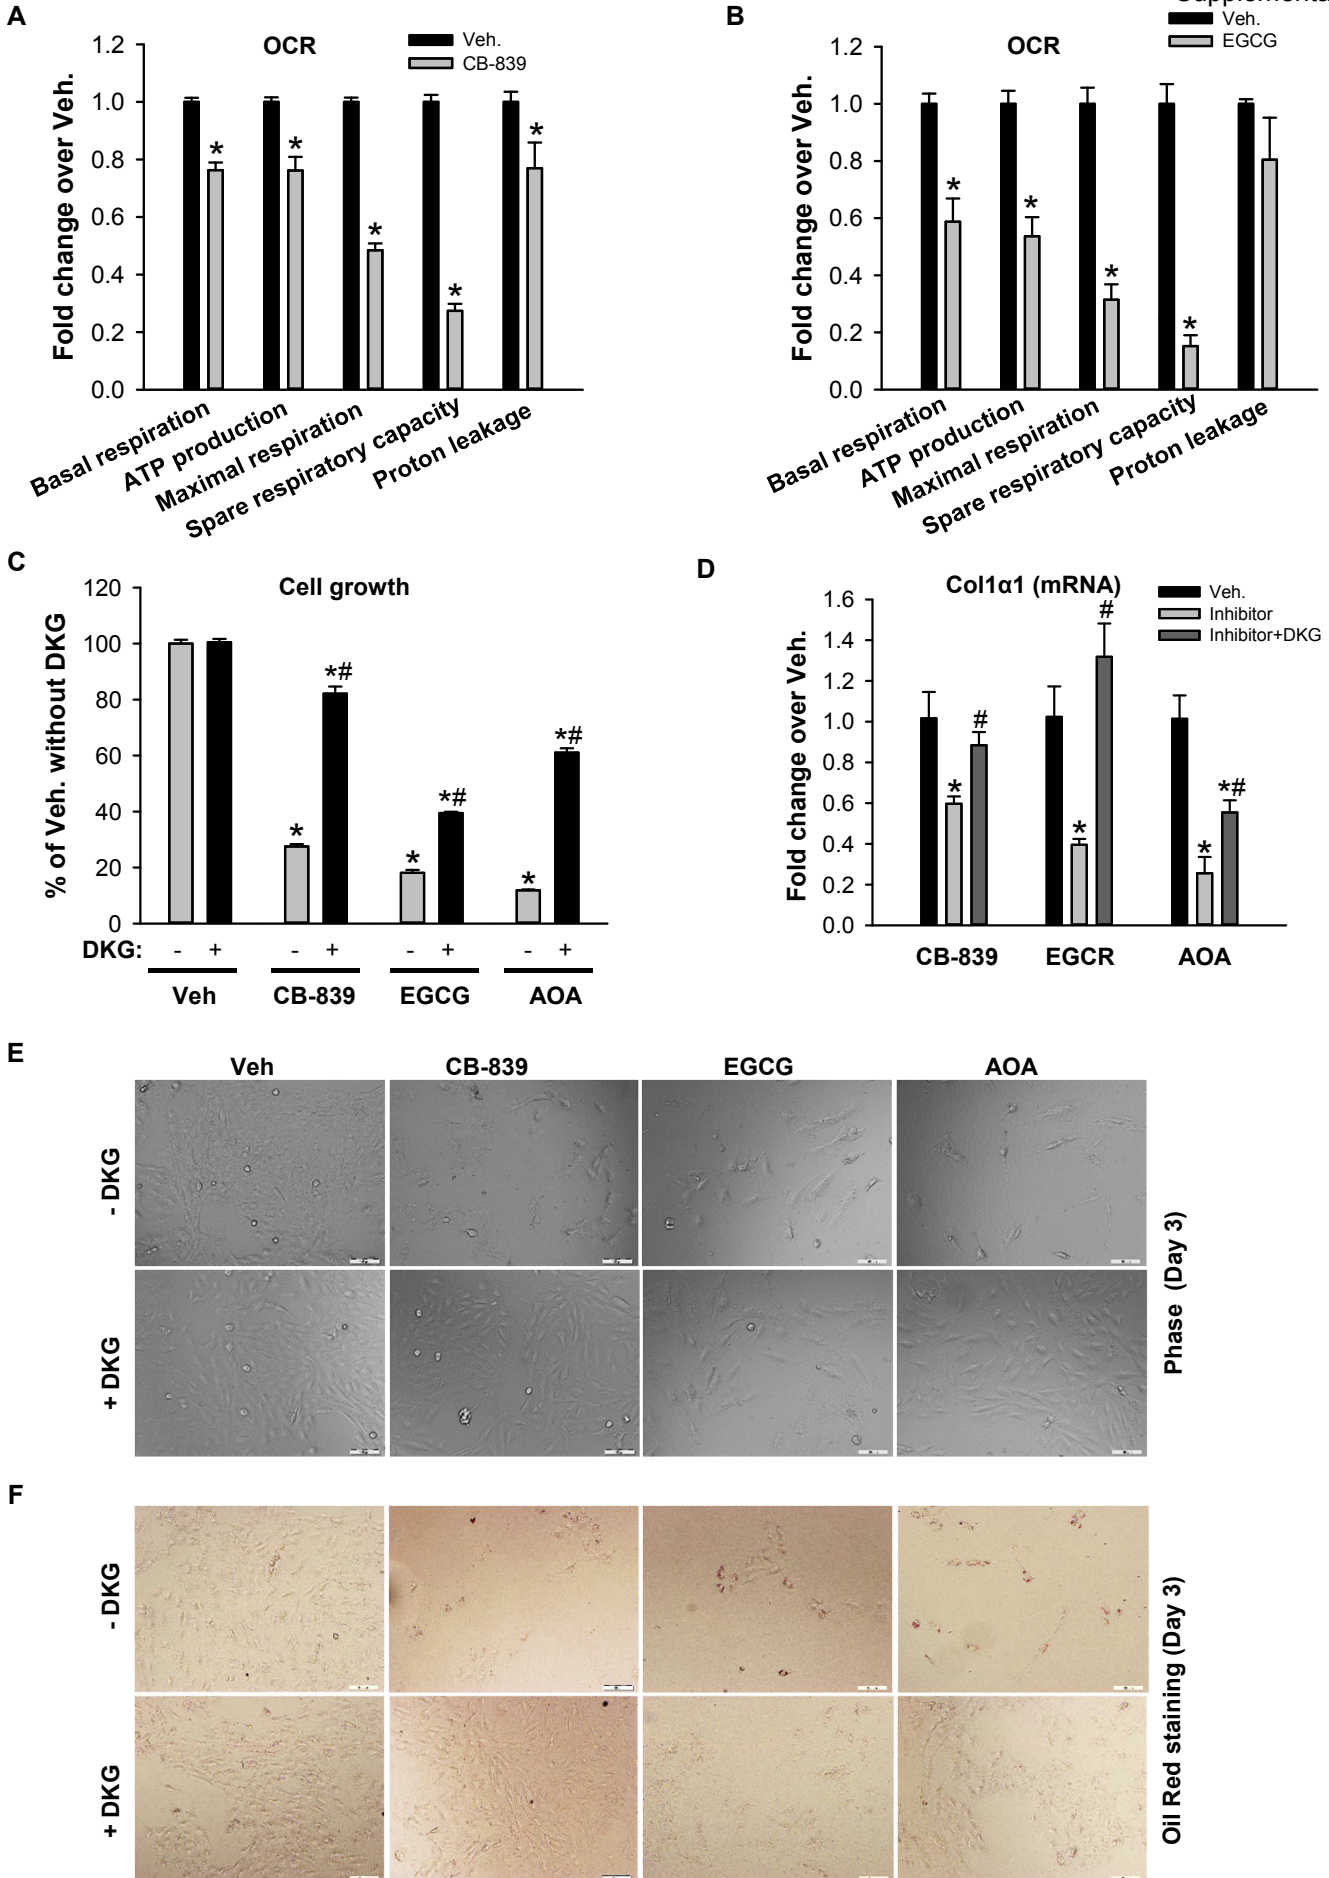 Supplementa
A
OCR
Veh.
CB-839
Fold change over Veh.
1.2
1.0
0.8
0.6
0.4
0.2
0.0
*
*
*
*
*
Basal respiration
ATP production
Maximal respiration
Spare respiratory capacity
Proton leakage
B
OCR
Veh.
EGCG
Fold change over Veh.
1.2
1.0
0.8
0.6
0.4
0.2
0.0
*
*
*
*
Basal respiration
ATP production
Maximal respiration
Spare respiratory capacity
Proton leakage
C
Cell growth
% of Veh. without DKG
120
100
80
60
40
20
0
*
*#
*
*#
*
*#
DKG: - + - + - + - +
Veh CB-839 EGCG AOA
D
Col1α1 (mRNA)
Veh.
Inhibitor
Inhibitor+DKG
Fold change over Veh.
1.6
1.4
1.2
1.0
0.8
0.6
0.4
0.2
0.0
*
#
*
#
*
*#
CB-839 EGCR AOA
E
Veh CB-839 EGCG AOA
- DKG
+ DKG
Phase (Day 3)
F
- DKG
+ DKG
Oil Red staining (Day 3)